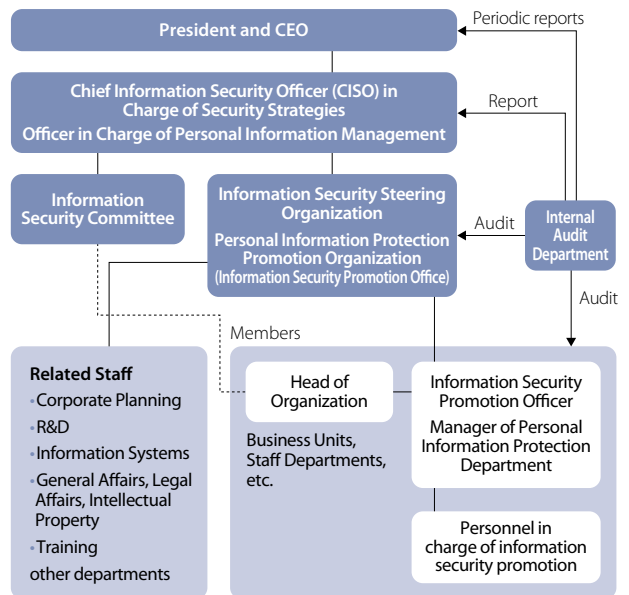 President and CEO
Periodic reports
Chief Information Security Officer (CISO) in
Charge of Security Strategies
Officer in Charge of Personal Information Management
Report
Information
Security Committee
Information Security Steering
Organization
Personal Information Protection
Promotion Organization
(Information Security Promotion Office)
Audit
Internal
Audit
Department
Audit
Members
Related Staff
•Corporate Planning
•R&D
•Information Systems
•General Affairs, Legal
Affairs, Intellectual
Property
•Training
other departments
Head of
Organization
Business Units,
Staff Departments,
etc.
Information Security
Promotion Officer
Manager of Personal
Information Protection
Department
Personnel in
charge of information
security promotion